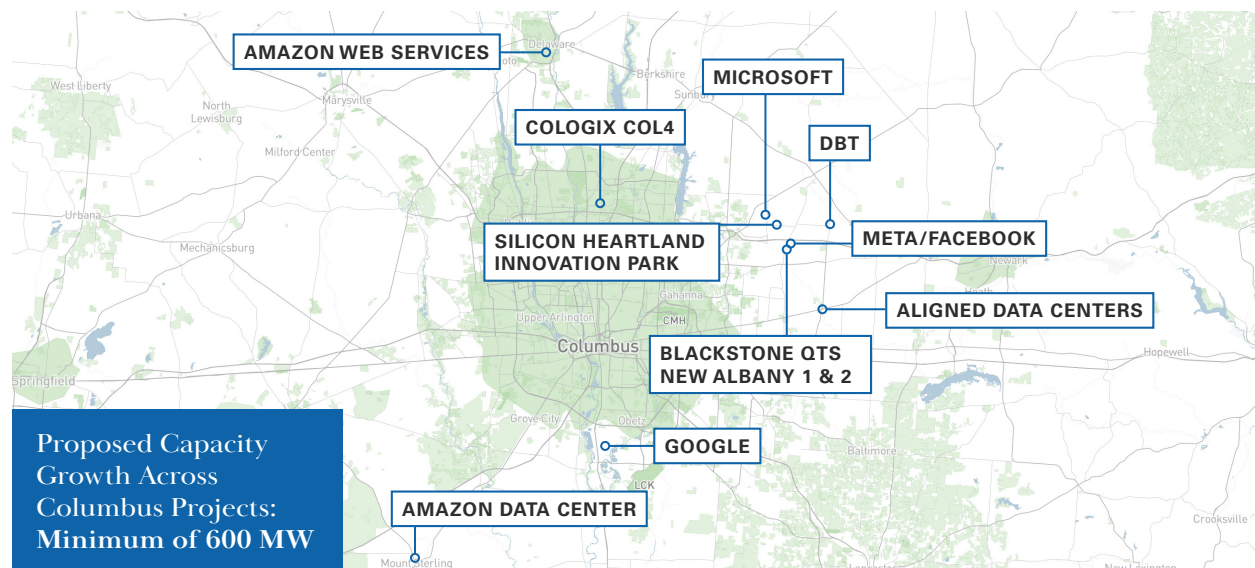 AMAZON WEB SERVICES
Delaware
Berkshire
Sunbury
MICROSOFT
West Liberty
North
Lewisburg
Marysville
COLOGIX COL4
DBT
Milford Center
Urbana
Mechanicsburg
SILICON HEARTLAND
INNOVATION PARK
META/FACEBOOK
Newark
Heath
Gahanna
ALIGNED DATA CENTERS
Upper Arlington
CMH
Columbus
BLACKSTONE QTS
NEW ALBANY 1 & 2
Hopewell
Springfield
Grove City
Obetz
GOOGLE
Baltimore
LCK
Proposed Capacity
Growth Across
Columbus Projects:
Minimum of 600 MW
AMAZON DATA CENTER
Mount Sterling
Crooksville
Lancaster
New Lexington